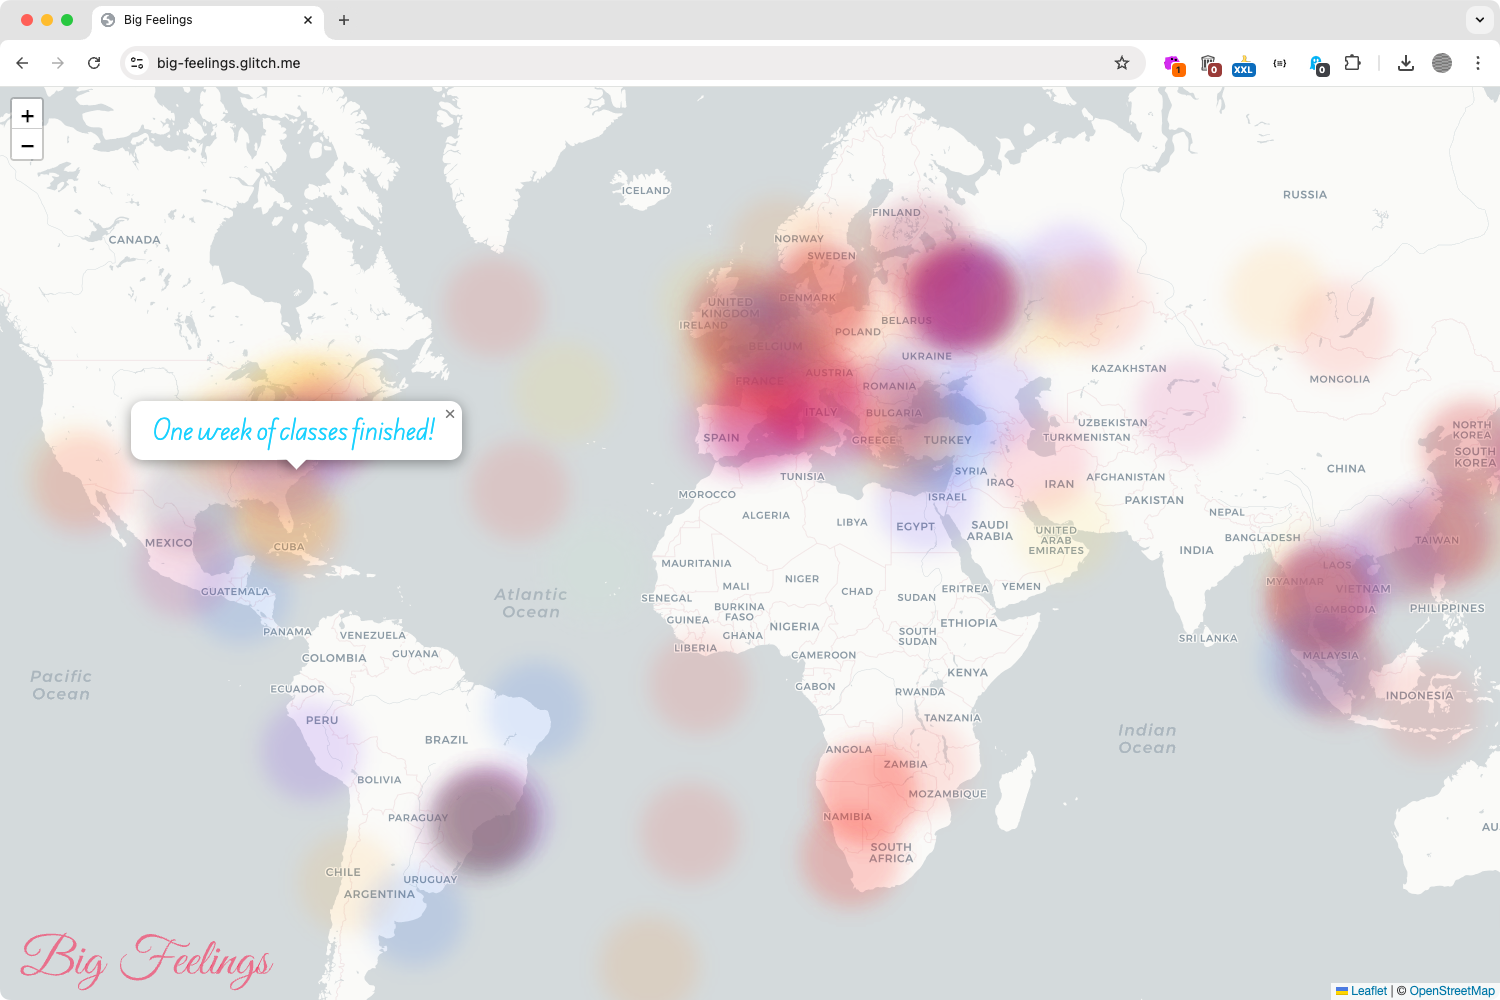 Big Feelings
big-feelings.glitch.me
1
0
XXL
0
+
−
ICELAND
RUSSIA
FINLAND
CANADA
NORWAY
SWEDEN
DENMARK
UNITED
KINGDOM
IRELAND
BELARUS
POLAND
BELGIUM
UKRAINE
KAZAKHSTAN
AUSTRIA
MONGOLIA
FRANCE
ROMANIA
ITALY
BULGARIA
UZBEKISTAN
NORTH
KOREA
One week of classes finished!
SPAIN
GREECE
TURKEY
TURKMENISTAN
SOUTH
KOREA
SYRIA
CHINA
TUNISIA
IRAQ
IRAN
AFGHANISTAN
MOROCCO
ISRAEL
PAKISTAN
ALGERIA
LIBYA
EGYPT
SAUDI
ARABIA
NEPAL
UNITED
ARAB
EMIRATES
BANGLADESH
TAIWAN
MEXICO
CUBA
INDIA
MAURITANIA
LAOS
NIGER
MYANMAR
MALI
CHAD
ERITREA
YEMEN
VIETNAM
GUATEMALA
Atlantic
Ocean
SENEGAL
SUDAN
BURKINA
FASO
CAMBODIA
PHILIPPINES
GUINEA
NIGERIA
ETHIOPIA
PANAMA
VENEZUELA
GHANA
SOUTH
SUDAN
SRI LANKA
LIBERIA
COLOMBIA
GUYANA
CAMEROON
MALAYSIA
Pacific
Ocean
ECUADOR
GABON
KENYA
RWANDA
INDONESIA
PERU
TANZANIA
BRAZIL
ANGOLA
Indian
Ocean
ZAMBIA
BOLIVIA
MOZAMBIQUE
PARAGUAY
NAMIBIA
AU
SOUTH
AFRICA
CHILE
URUGUAY
ARGENTINA
Big Feelings
Leaflet | © OpenStreetMap